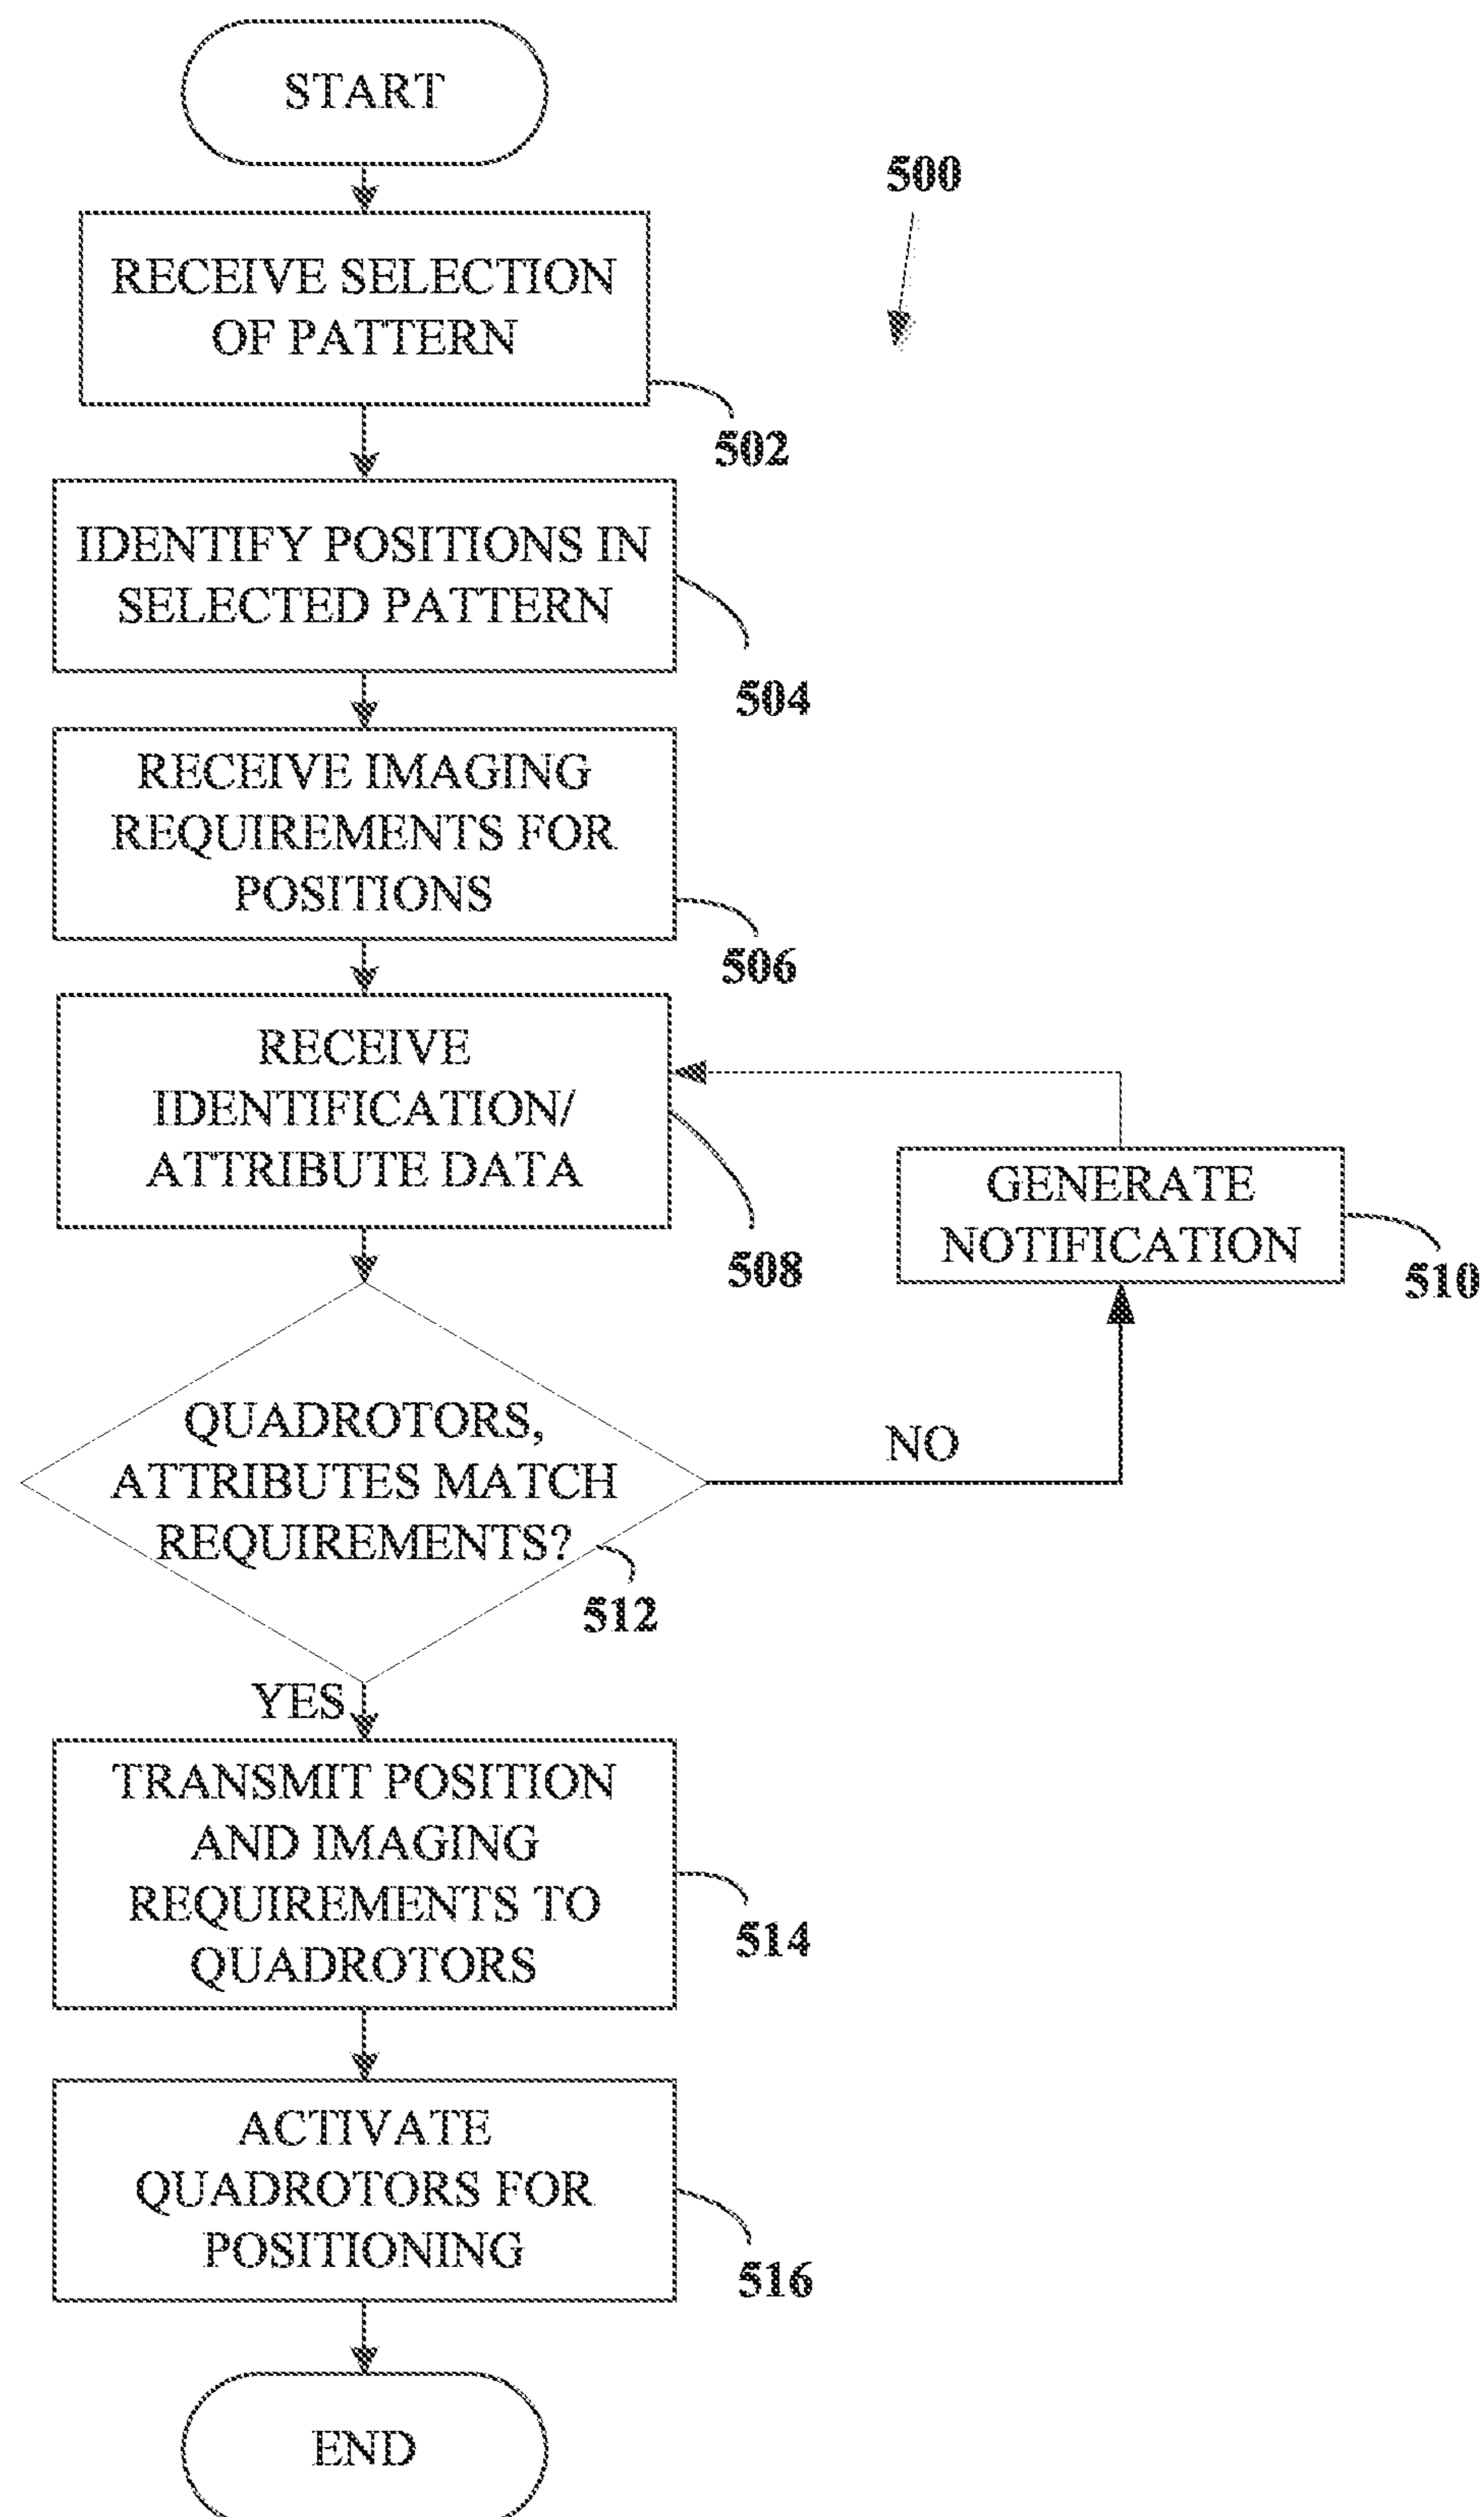 START
500
RECEIVE SELECTION
OF PATTERN
502
IDENTIFY POSITIONS IN
SELECTED PATTERN
504
RECEIVE IMAGING
REQUIREMENTS FOR
POSITIONS
506
RECEIVE
IDENTIFICATION/
ATTRIBUTE DATA
508
GENERATE
NOTIFICATION
510
QUADROTORS,
ATTRIBUTES MATCH
REQUIREMENTS?
NO
512
YES
TRANSMIT POSITION
AND IMAGING
REQUIREMENTS TO
QUADROTORS
514
ACTIVATE
QUADROTORS FOR
POSITIONING
516
END